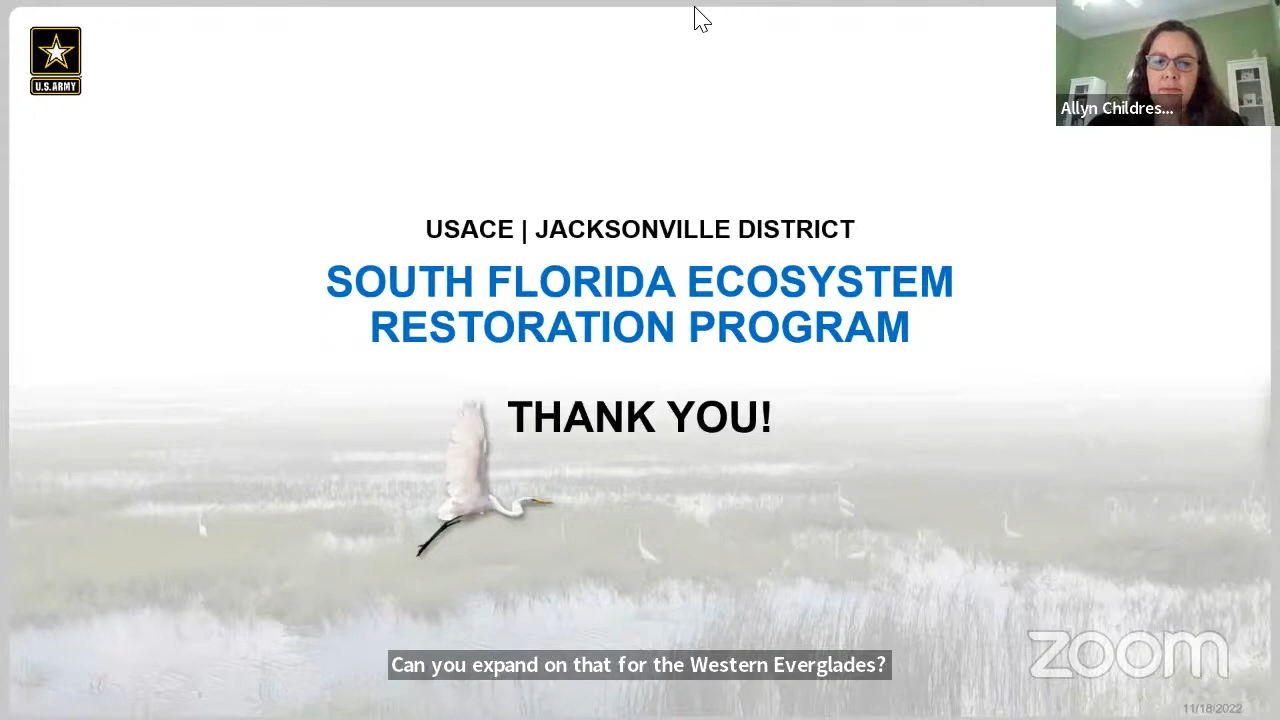 U.S.ARMY
Allyn Childres...
USACE | JACKSONVILLE DISTRICT
SOUTH FLORIDA ECOSYSTEM
RESTORATION PROGRAM
THANK YOU!
zoom
Can you expand on that for the Western Everglades?
11/18/2022